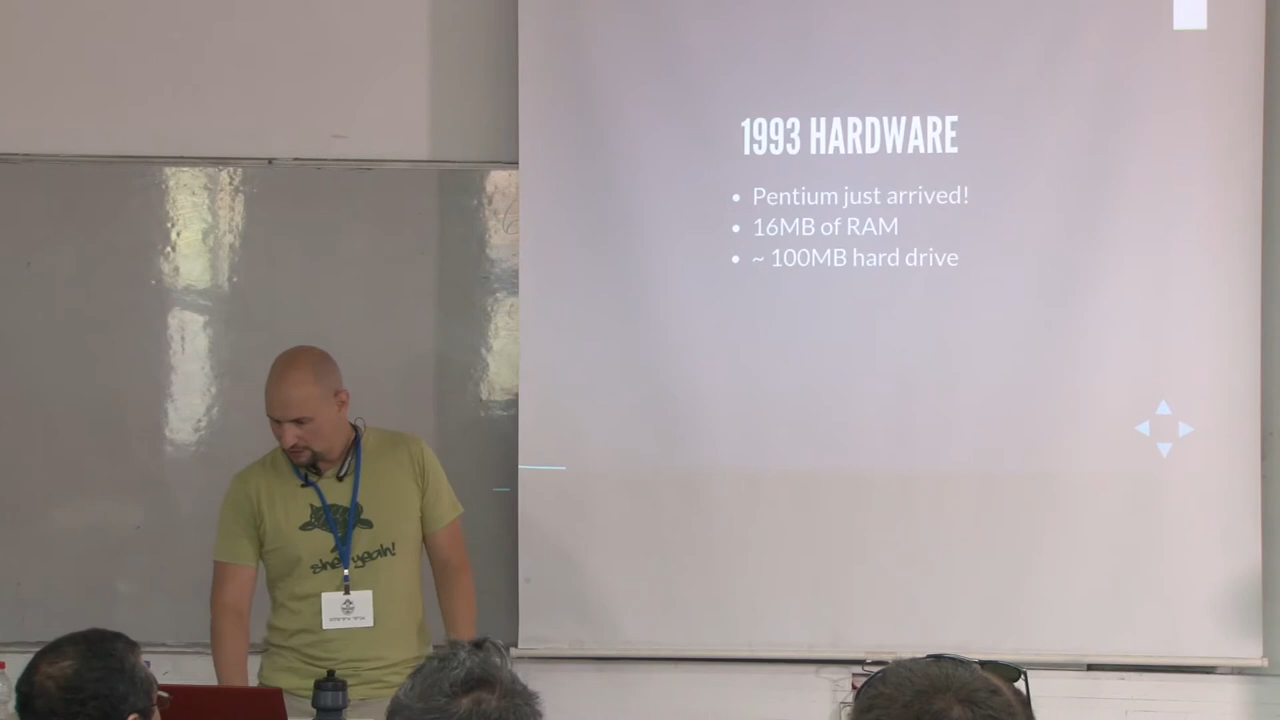 1993 HARDWARE
• Pentium just arrived!
• 16MB of RAM
• ~ 100MB hard drive
yeah!